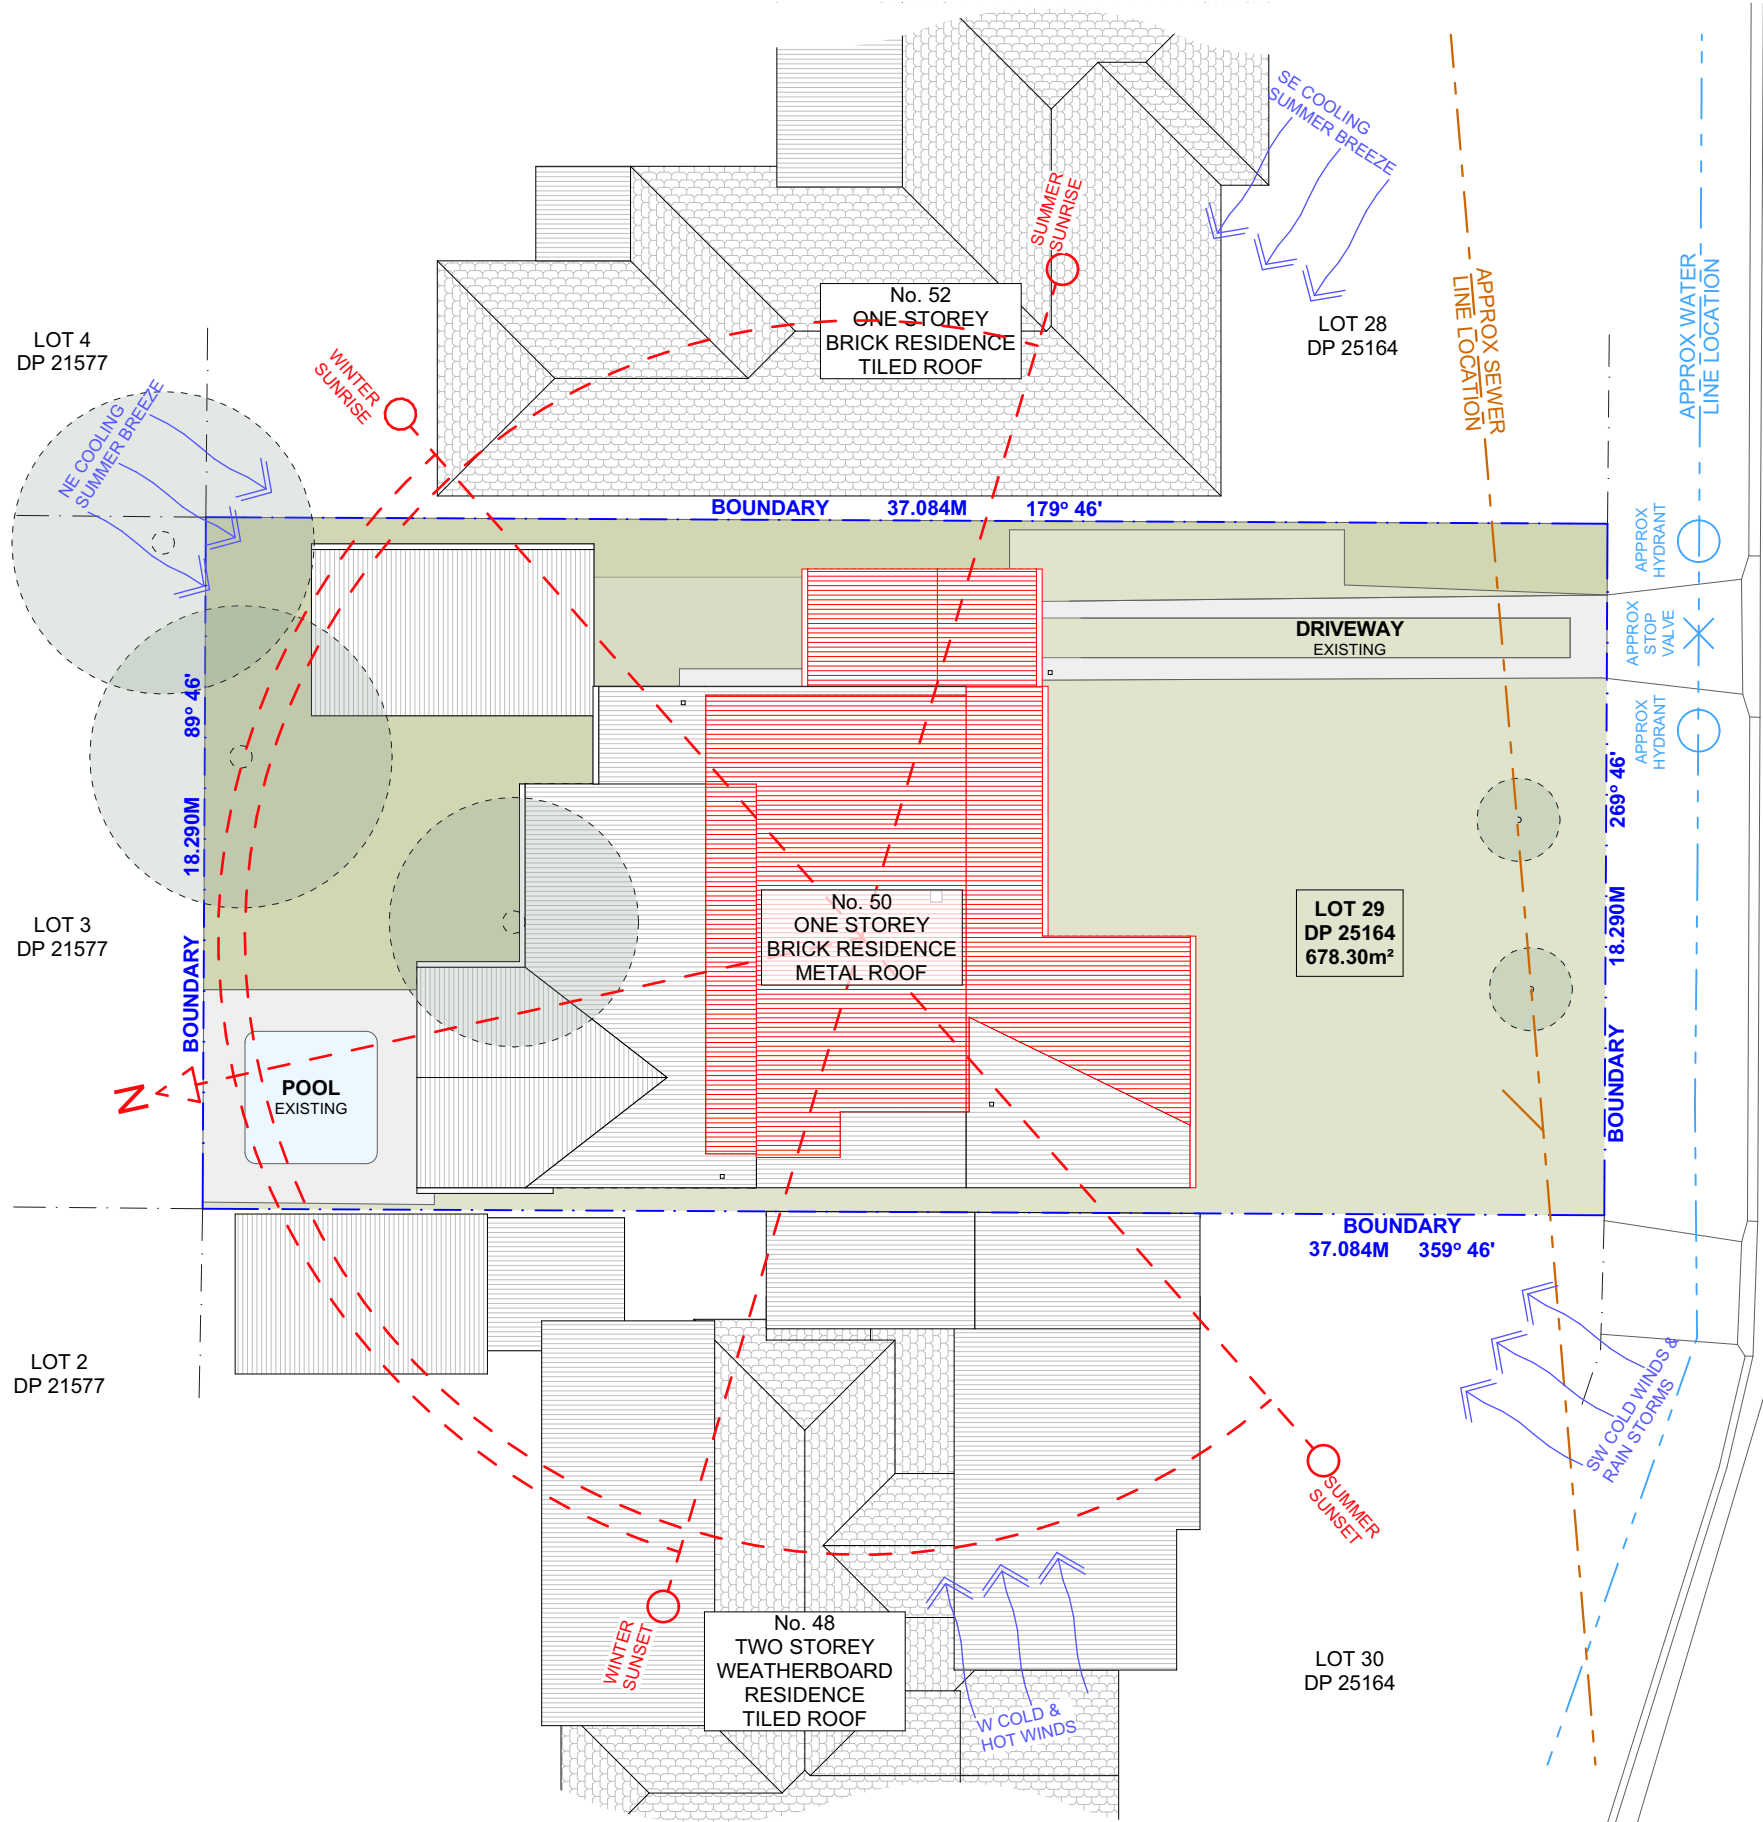 SE COOLING
SUMMER BREEZE
SUMMER
SUNRISE
APPROX SEWER
LINE LOCATION
APPROX WATER
LINE LOCATION
No. 52
ONE STOREY
BRICK RESIDENCE
TILED ROOF
LOT 28
DP 25164
LOT 4
DP 21577
WINTER
SUNRISE
NE COOLING
SUMMER BREEZE
BOUNDARY 37.084M 179° 46'
APPROX
HYDRANT
APPROX
STOP
VALVE
APPROX
HYDRANT
DRIVEWAY
EXISTING
BOUNDARY 18.290M 89° 46'
BOUNDARY 18.290M 269° 46'
No. 50
ONE STOREY
BRICK RESIDENCE
METAL ROOF
LOT 29
DP 25164
678.30m²
LOT 3
DP 21577
N
POOL
EXISTING
BOUNDARY
37.084M 359° 46'
LOT 2
DP 21577
SW COLD WINDS &
RAIN STORMS
SUMMER
SUNSET
WINTER
SUNSET
No. 48
TWO STOREY
WEATHERBOARD
RESIDENCE
TILED ROOF
W COLD &
HOT WINDS
LOT 30
DP 25164